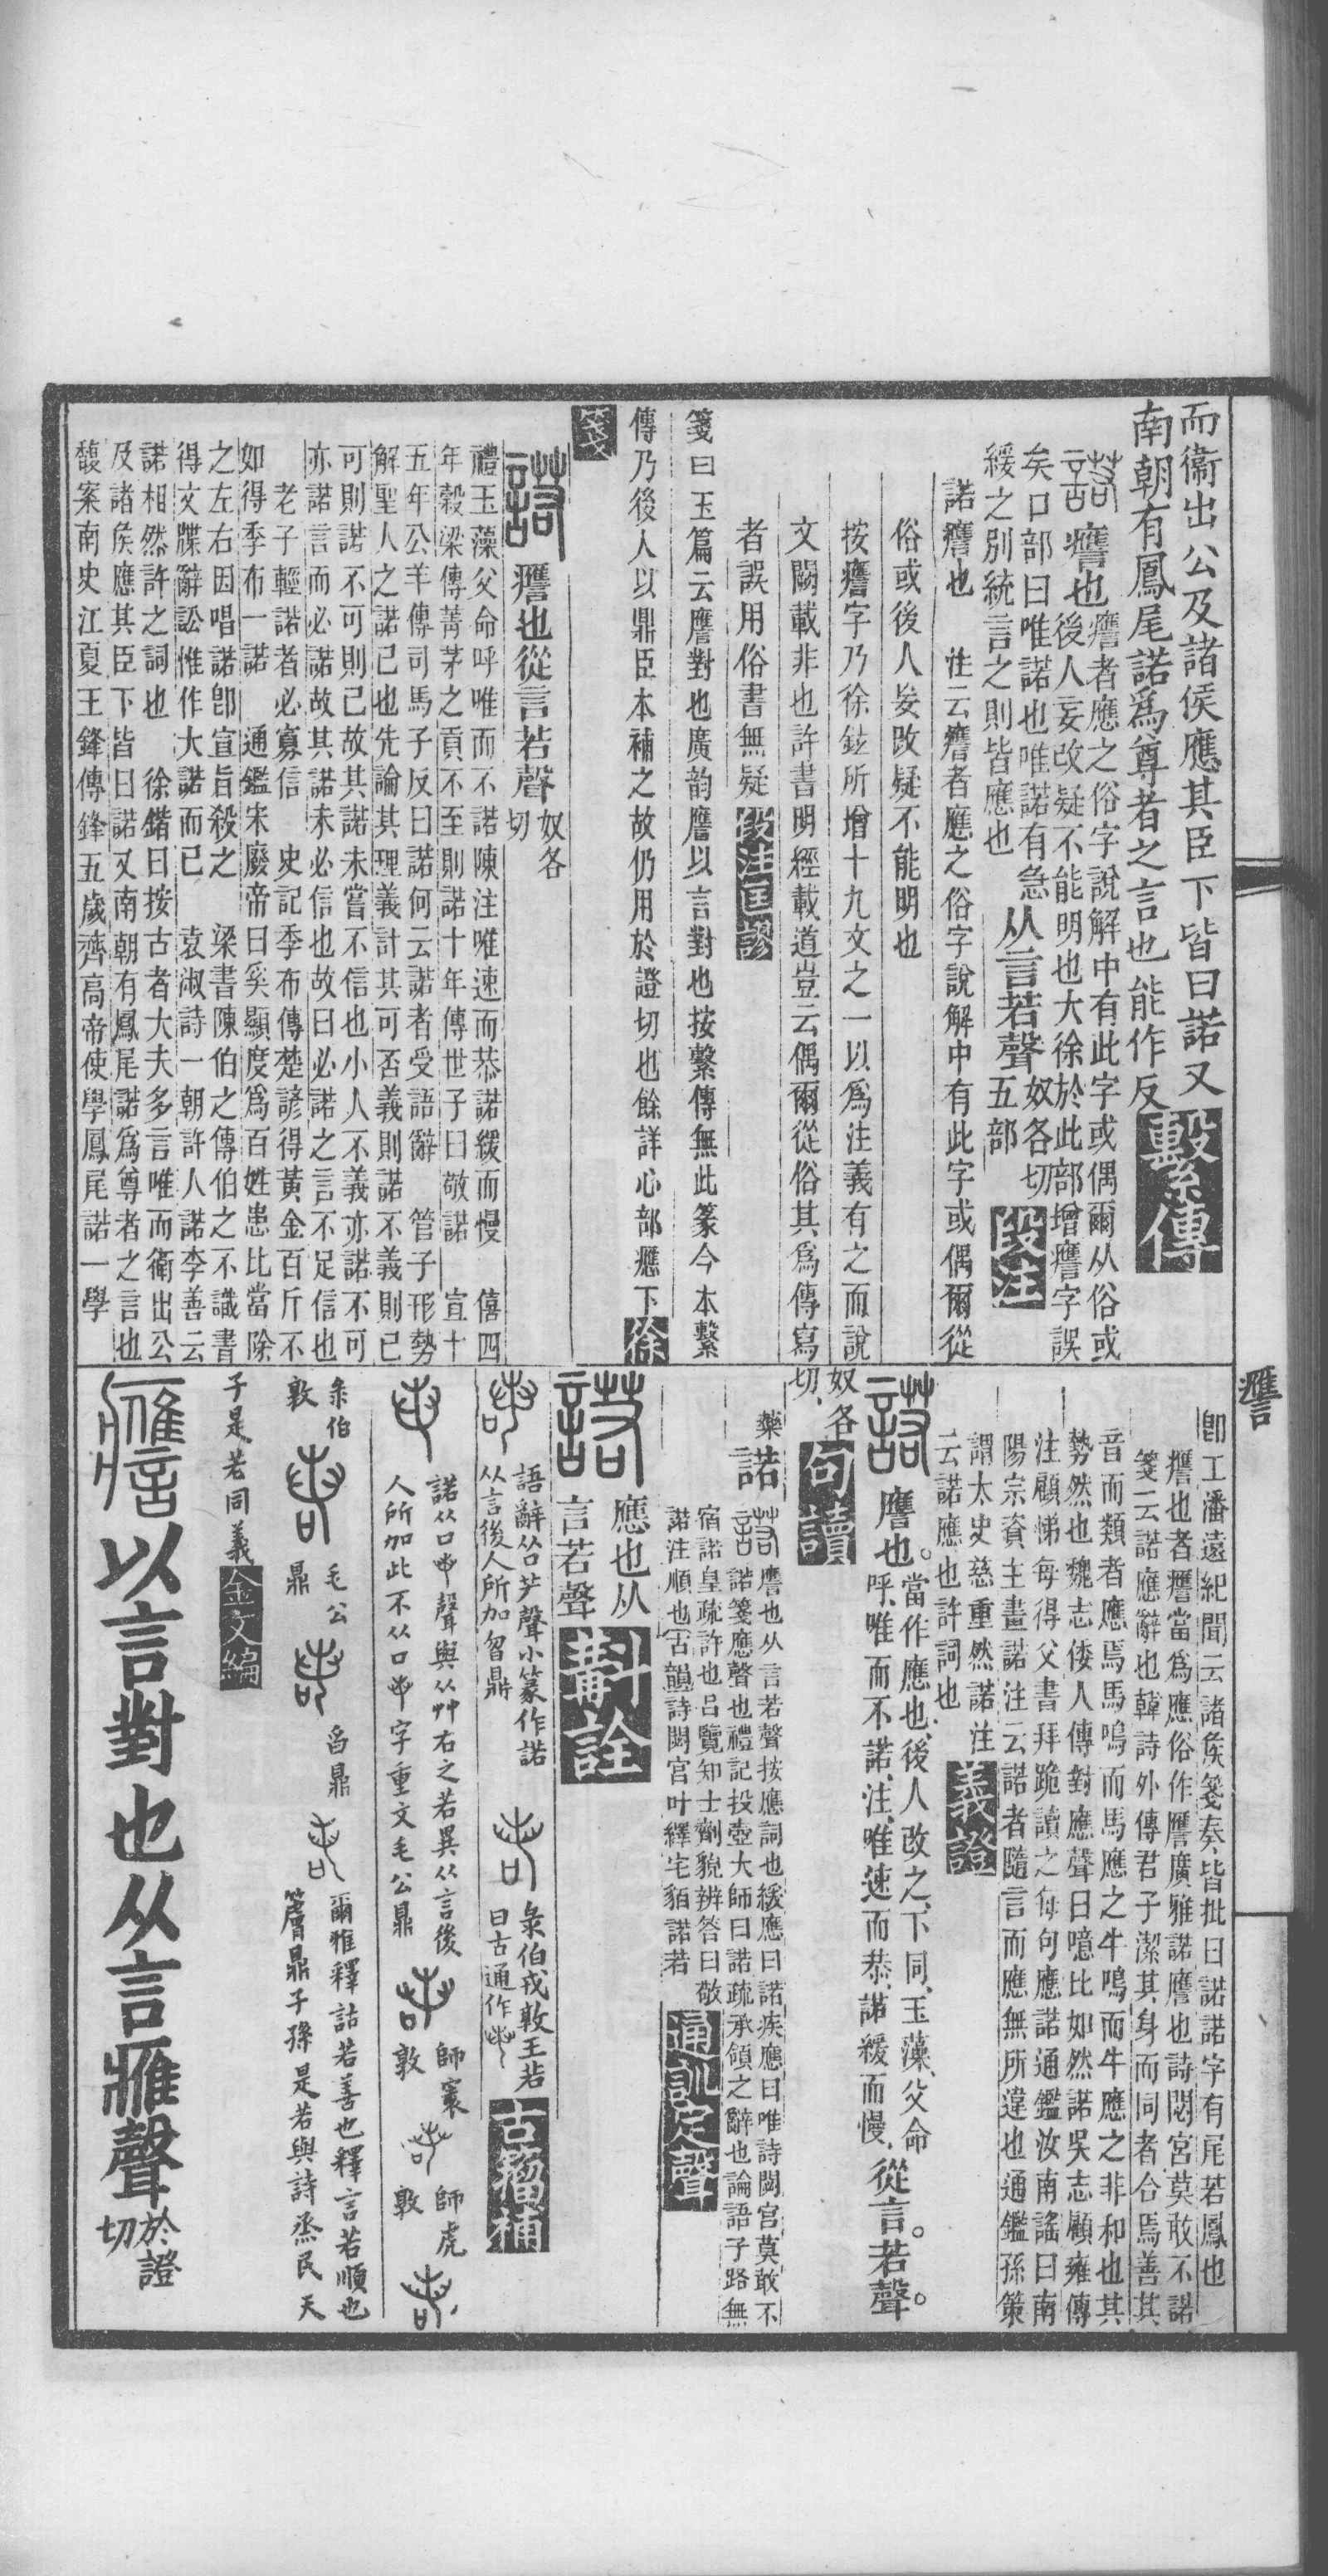 而衞出公及諸侯應其臣下皆曰諾又
南朝有鳳尾諾爲尊者之言也能作反
繫傳
䜉也䜉者應之俗字說解中有此字或偶爾从俗或
後人妄改疑不能明也大徐於此部增䜉字誤
矣口部曰唯諾也唯諾有急
緩之別統言之則皆應也
从言若聲奴各切
五部
段注
諾䜉也 注云䜉者應之俗字說解中有此字或偶爾從
俗或後人妄改疑不能明也
按䜉字乃徐鉉所增十九文之一以爲注義有之而說
文闕載非也許書明經載道豈云偶爾從俗其爲傳寫
者誤用俗書無疑
段注匡謬
箋曰玉篇云譍對也廣韵譍以言對也按繫傳無此篆今本繫
傳乃後人以鼎臣本補之故仍用於證切也餘詳心部應下
徐箋
䜉也從言若聲奴各
切
禮玉藻父命呼唯而不諾陳注唯速而恭諾緩而慢 僖四
年穀梁傳菁茅之貢不至則諾十年傳世子曰敬諾 宣十
五年公羊傳司馬子反曰諾何云諾者受語辭 管子形勢
解聖人之諾已也先論其理義計其可否義則諾不義則已
可則諾不可則已故其諾未嘗不信也小人不義亦諾不可
亦諾言而必諾故其諾未必信也故曰必諾之言不足信也
老子輕諾者必寡信 史記季布傳楚諺得黃金百斤不
如得季布一諾 通鑑宋廢帝曰奚顯度爲百姓患比當除
之左右因唱諾卽宣旨殺之 梁書陳伯之傳伯之不識書
得文牒辭訟惟作大諾而已 袁淑詩一朝許人諾李善云
諾相然許之詞也 徐鍇曰按古者大夫多言唯而衞出公
及諸侯應其臣下皆曰諾又南朝有鳳尾諾爲尊者之言也
馥案南史江夏王鋒傳鋒五歲齊高帝使學鳳尾諾一學
䜉
卽工潘遠紀聞云諸侯箋奏皆批曰諾諾字有尾若鳳也
䜉也者䜉當爲應俗作譍廣雅諾譍也詩閟宮莫敢不諾
箋云諾應辭也韓詩外傳君子潔其身而同者合焉善其
音而類者應焉馬鳴而馬應之牛鳴而牛應之非和也其
勢然也魏志倭人傳對應聲曰噫比如然諾吳志顧雍傳
注顧悌每得父書拜跪讀之每句應諾通鑑汝南謠曰南
陽宗資主畫諾注云諾者隨言而應無所違也通鑑孫策
謂太史慈重然諾注
云諾應也許詞也
義證
譍也。當作應也、後人改之、下同、玉藻、父命
呼、唯而不諾、注、唯速而恭、諾緩而慢、從言。若聲。
奴各
切、
句讀
藥諾
譍也从言若聲按應詞也緩應曰諾疾應曰唯詩閟宮莫敢不
諾箋應聲也禮記投壺大師曰諾疏承領之辭也論語子路無
宿諾皇疏許也呂覽知士劑貌辨答曰敬
諾注順也古韻詩閟宮叶繹宅貊諾若
通訓定聲
應也从
言若聲
斠詮
語辭从口
聲小篆作諾
从言後人所加曶鼎
彔伯戎敦王若
曰古通作
古籀補
諾从口
聲與从艸右之若異从言後
人所加此不从口
字重文毛公鼎
師寰
敦
師虎
敦
彔伯
敦
毛公
鼎
曶鼎
爾雅釋詁若善也釋言若順也
鼎子孫是若與詩烝民天
子是若同義
金文編
以言對也从言雁聲於證
切